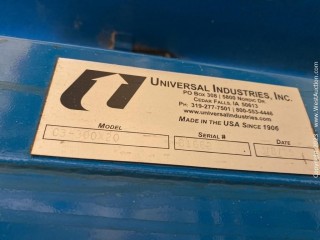 UNIVERSAL INDUSTRIES, INC.
PO BOX 308 / 5800 NORDIC DR.
CEDAR FALLS, IA 50613
PH. 319-277-7501 / 800-553-4446
www.universalindustries.com
MADE IN THE USA SINCE 1906
MODEL
SERIAL #
DATE